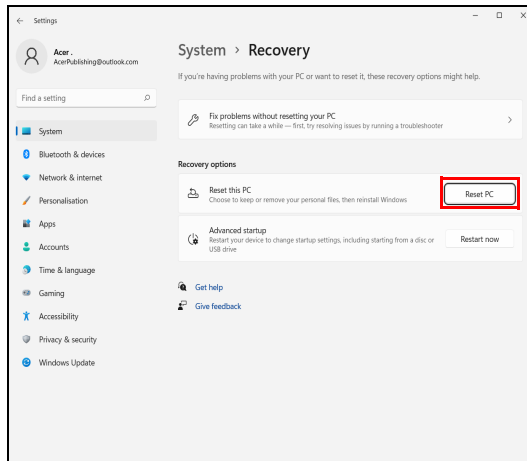 Settings
Acer .
AcerPublishing@outlook.com
Find a setting
System
Bluetooth & devices
Network & internet
Personalisation
Apps
Accounts
Time & language
Gaming
Accessibility
Privacy & security
Windows Update
System > Recovery
If you're having problems with your PC or want to reset it, these recovery options might help.
Fix problems without resetting your PC
Resetting can take a while — first, try resolving issues by running a troubleshooter
Recovery options
Reset this PC
Choose to keep or remove your personal files, then reinstall Windows
Reset PC
Advanced startup
Restart your device to change startup settings, including starting from a disc or
USB drive
Restart now
Get help
Give feedback